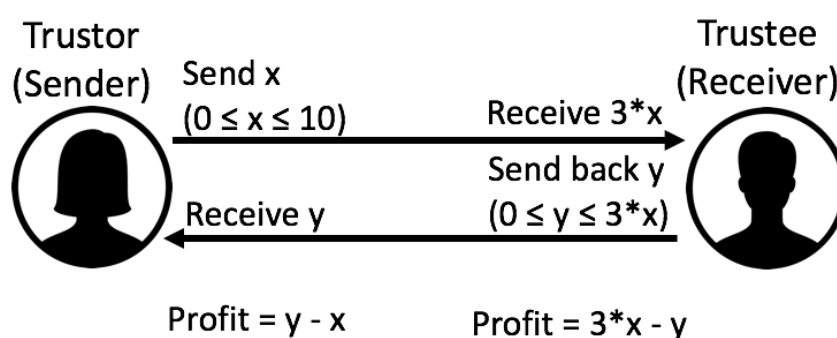 Trustor
(Sender)
Send x
(0 ≤ x ≤ 10)
Receive 3*x
Trustee
(Receiver)
Send back y
(0 ≤ y ≤ 3*x)
Receive y
Profit = y - x
Profit = 3*x - y